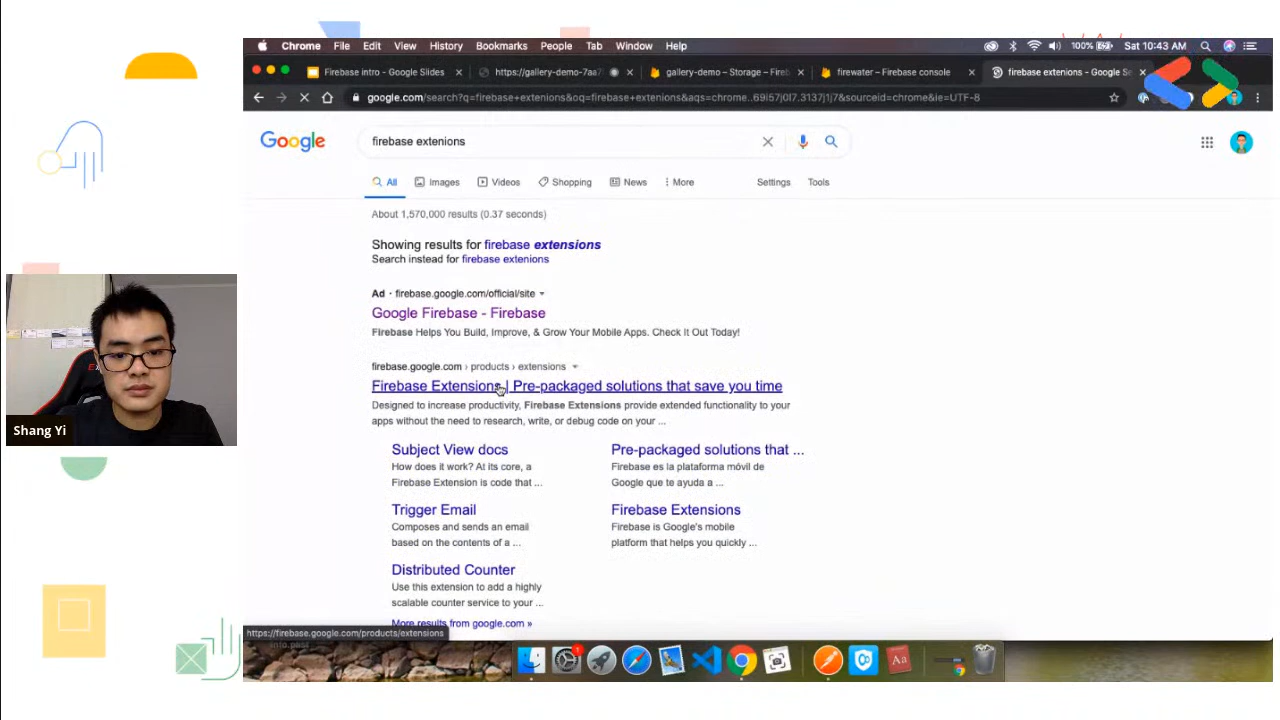 Chrome File Edit View History Bookmarks People Tab Window Help
100% Sat 10:43 AM
Firebase intro - Google Slides
https://gallery-demo-7aa7
gallery-demo – Storage – Fire
firewater – Firebase console
firebase extenions - Google Se
google.com/search?q=firebase+extenions&oq=firebase+extenions&aqs=chrome..69i57j0l7.3137j1j7&sourceid=chrome&ie=UTF-8
Google
firebase extenions
All Images Videos Shopping News More Settings Tools
About 1,570,000 results (0.37 seconds)
Showing results for firebase extensions
Search instead for firebase extenions
Ad · firebase.google.com/official/site
Google Firebase - Firebase
Firebase Helps You Build, Improve, & Grow Your Mobile Apps. Check It Out Today!
firebase.google.com › products › extensions
Firebase Extensions | Pre-packaged solutions that save you time
Designed to increase productivity, Firebase Extensions provide extended functionality to your
apps without the need to research, write, or debug code on your ...
Subject View docs
How does it work? At its core, a
Firebase Extension is code that ...
Pre-packaged solutions that ...
Firebase es la plataforma móvil de
Google que te ayuda a ...
Trigger Email
Composes and sends an email
based on the contents of a ...
Firebase Extensions
Firebase is Google's mobile
platform that helps you quickly ...
Distributed Counter
Use this extension to add a highly
scalable counter service to your ...
More results from google.com »
https://firebase.google.com/products/extensions
Shang Yi
1
Aa